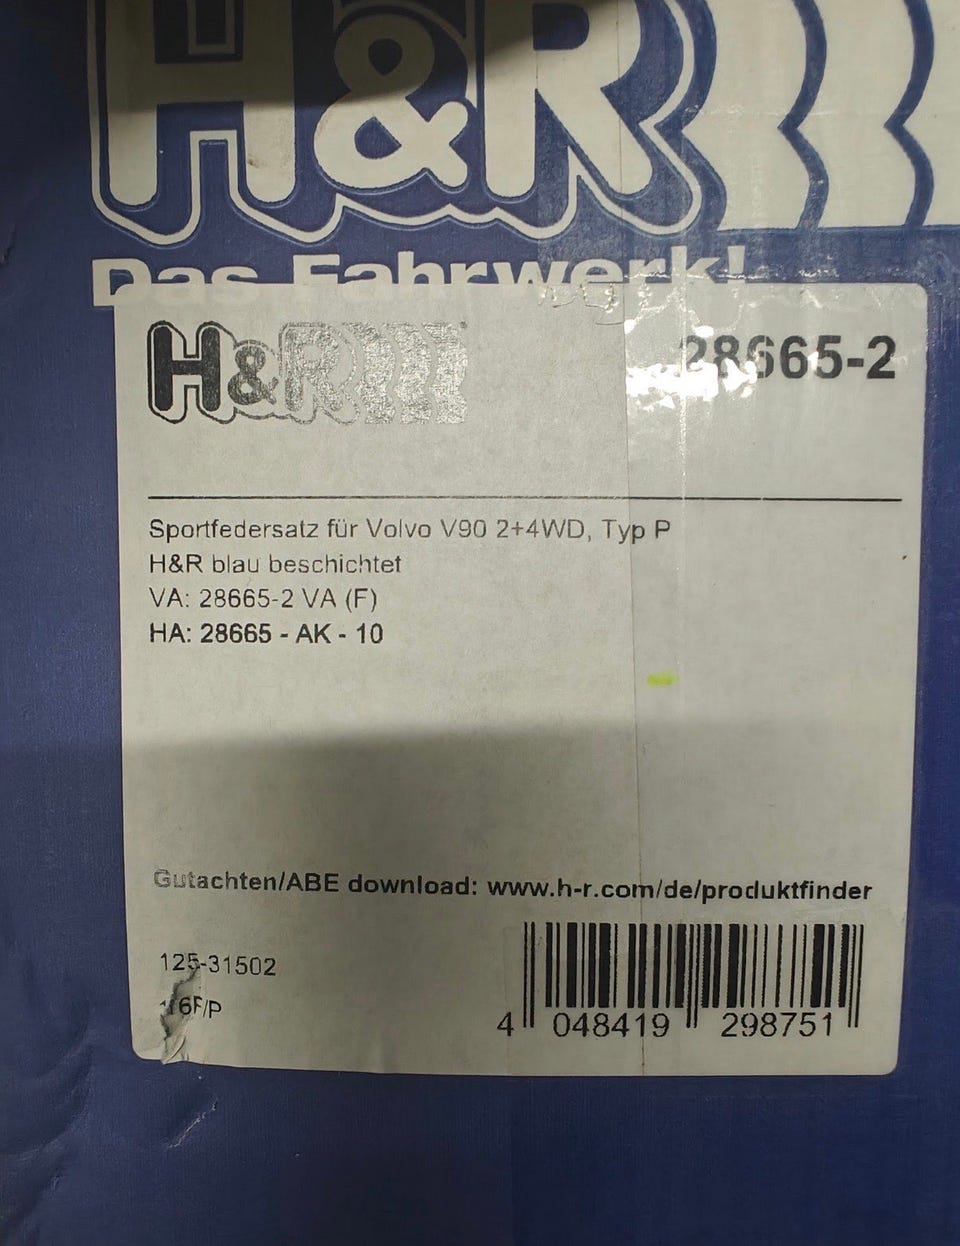 H&R
Das Fahrwerk!
H&R
28665-2
Sportfedersatz für Volvo V90 2+4WD, Typ P
H&R blau beschichtet
VA: 28665-2 VA (F)
HA: 28665 - AK - 10
Gutachten/ABE download: www.h-r.com/de/produktfinder
125-31502
4 048419 298751